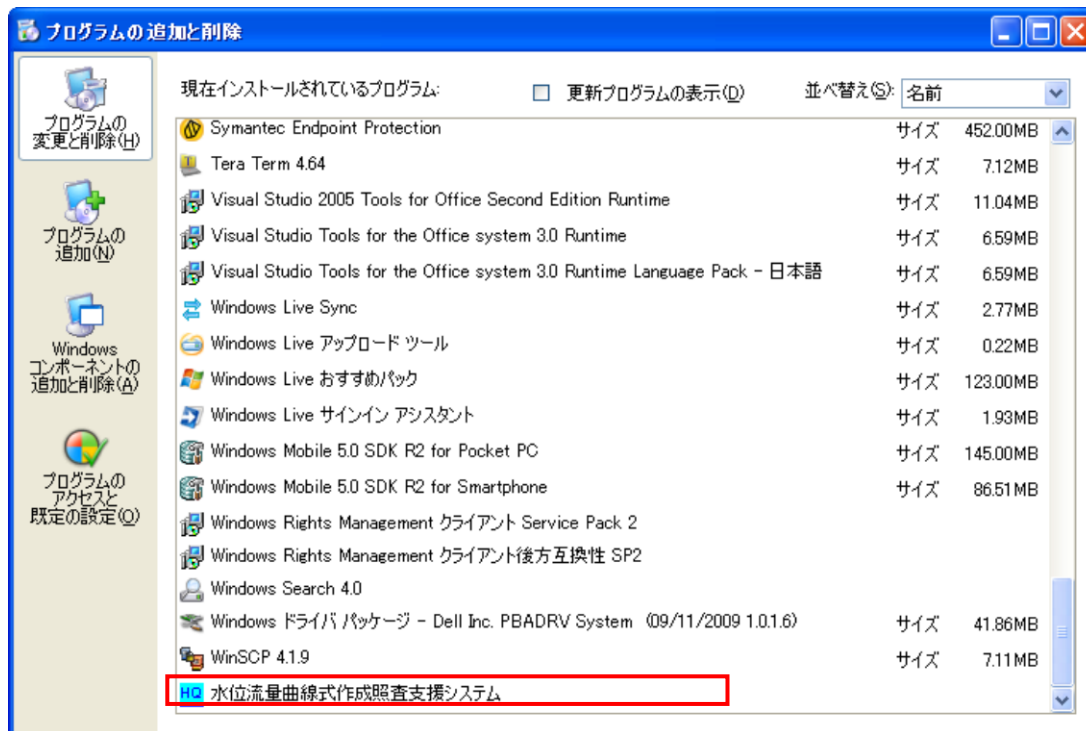 プログラムの追加と削除
プログラムの
変更と削除(H)
プログラムの
追加(N)
Windows
コンポーネントの
追加と削除(A)
プログラムの
アクセスと
既定の設定(O)
現在インストールされているプログラム: 更新プログラムの表示(D) 並べ替え(S): 名前
Symantec Endpoint Protection サイズ 452.00MB
Tera Term 4.64 サイズ 7.12MB
Visual Studio 2005 Tools for Office Second Edition Runtime サイズ 11.04MB
Visual Studio Tools for the Office system 3.0 Runtime サイズ 6.59MB
Visual Studio Tools for the Office system 3.0 Runtime Language Pack - 日本語 サイズ 6.59MB
Windows Live Sync サイズ 2.77MB
Windows Live アップロード ツール サイズ 0.22MB
Windows Live おすすめパック サイズ 123.00MB
Windows Live サインイン アシスタント サイズ 1.93MB
Windows Mobile 5.0 SDK R2 for Pocket PC サイズ 145.00MB
Windows Mobile 5.0 SDK R2 for Smartphone サイズ 86.51MB
Windows Rights Management クライアント Service Pack 2
Windows Rights Management クライアント後方互換性 SP2
Windows Search 4.0
Windows ドライバ パッケージ - Dell Inc. PBADRV System (09/11/2009 1.0.1.6) サイズ 41.86MB
WinSCP 4.1.9 サイズ 7.11MB
HQ 水位流量曲線式作成照査支援システム